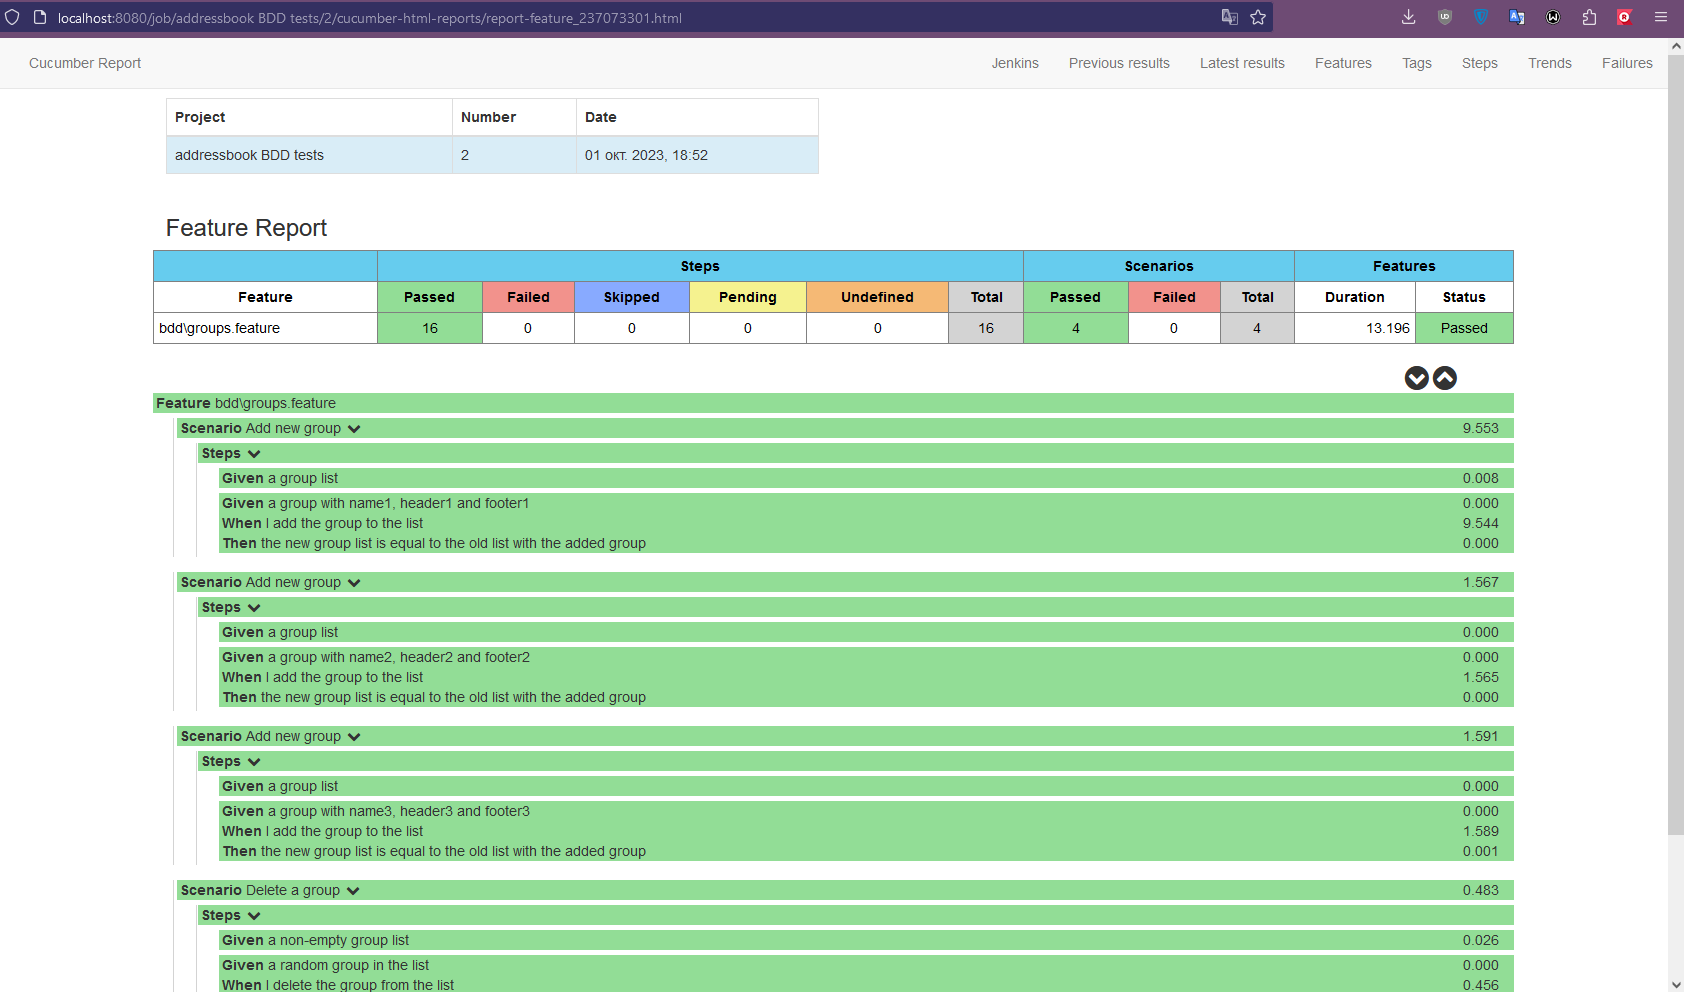 localhost:8080/job/addressbook BDD tests/2/cucumber-html-reports/report-feature_237073301.html
Cucumber Report Jenkins Previous results Latest results Features Tags Steps Trends Failures
Project Number Date
addressbook BDD tests 2 01 окт. 2023, 18:52
Feature Report
Steps Scenarios Features
Feature Passed Failed Skipped Pending Undefined Total Passed Failed Total Duration Status
bdd\groups.feature 16 0 0 0 0 16 4 0 4 13.196 Passed
Feature bdd\groups.feature
Scenario Add new group 9.553
Steps
Given a group list 0.008
Given a group with name1, header1 and footer1 0.000
When I add the group to the list 9.544
Then the new group list is equal to the old list with the added group 0.000
Scenario Add new group 1.567
Steps
Given a group list 0.000
Given a group with name2, header2 and footer2 0.000
When I add the group to the list 1.565
Then the new group list is equal to the old list with the added group 0.000
Scenario Add new group 1.591
Steps
Given a group list 0.000
Given a group with name3, header3 and footer3 0.000
When I add the group to the list 1.589
Then the new group list is equal to the old list with the added group 0.001
Scenario Delete a group 0.483
Steps
Given a non-empty group list 0.026
Given a random group in the list 0.000
When I delete the group from the list 0.456